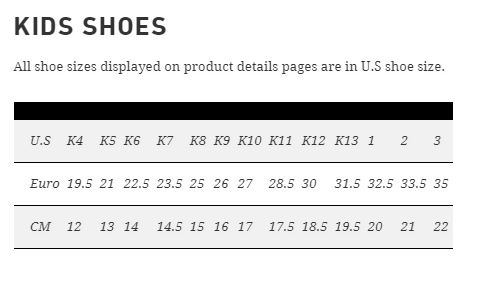 KIDS SHOES
All shoe sizes displayed on product details pages are in U.S shoe size.
U.S K4 K5 K6 K7 K8 K9 K10 K11 K12 K13 1 2 3
Euro 19.5 21 22.5 23.5 25 26 27 28.5 30 31.5 32.5 33.5 35
CM 12 13 14 14.5 15 16 17 17.5 18.5 19.5 20 21 22